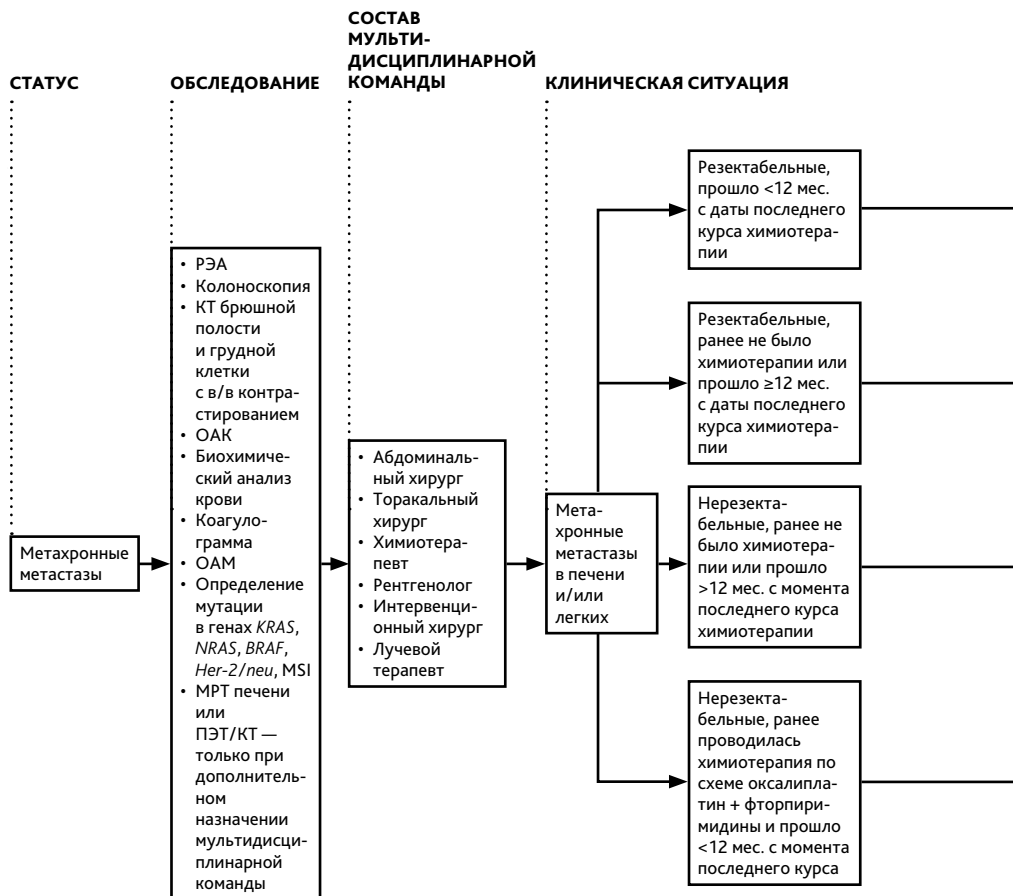 СТАТУС
ОБСЛЕДОВАНИЕ
СОСТАВ
МУЛЬТИ-
ДИСЦИПЛИНАРНОЙ
КОМАНДЫ
КЛИНИЧЕСКАЯ СИТУАЦИЯ
Метахронные
метастазы
• РЭА
• Колоноскопия
• КТ брюшной
полости
и грудной
клетки
с в/в контра-
стированием
• ОАК
• Биохимиче-
ский анализ
крови
• Коагуло-
грамма
• ОАМ
• Определение
мутации
в генах KRAS,
NRAS, BRAF,
Her-2/neu, MSI
• МРТ печени
или
ПЭТ/КТ —
только при
дополнитель-
ном
назначении
мультидисци-
плинарной
команды
• Абдоминаль-
ный хирург
• Торакальный
хирург
• Химиотера-
певт
• Рентгенолог
• Интервенци-
онный хирург
• Лучевой
терапевт
Мета-
хронные
метастазы
в печени
и/или
легких
Резектабельные,
прошло <12 мес.
с даты последнего
курса химиотера-
пии
Резектабельные,
ранее не было
химиотерапии или
прошло ≥12 мес.
с даты последнего
курса химиотера-
пии
Нерезекта-
бельные, ранее не
было химиотера-
пии или прошло
>12 мес. с момента
последнего курса
химиотерапии
Нерезекта-
бельные, ранее
проводилась
химиотерапия по
схеме оксалипла-
тин + фторпири-
мидины и прошло
<12 мес. с момента
последнего курса